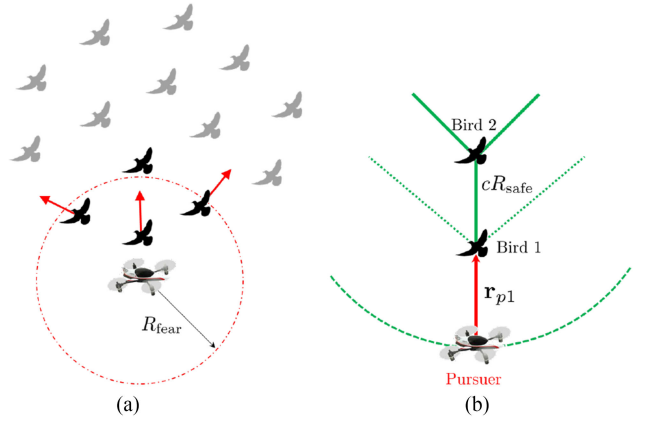 Bird 2
cR_safe
Bird 1
r_p1
R_fear
Pursuer
(a)
(b)